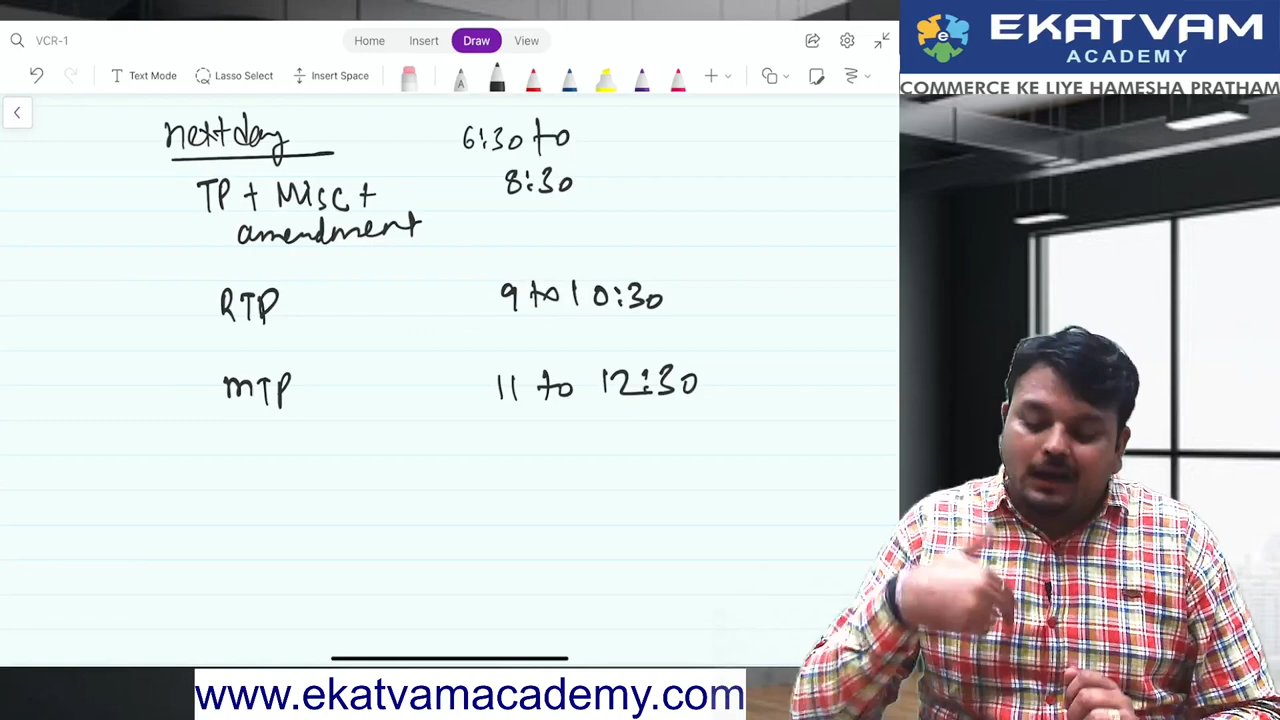 VCR-1
Home Insert Draw View
Text Mode Lasso Select Insert Space
EKATVAM
ACADEMY
COMMERCE KE LIYE HAMESHA PRATHAM
next day 6:30 to
TP + Misc + 8:30
amendment
RTP 9 to 10:30
MTP 11 to 12:30
www.ekatvamacademy.com